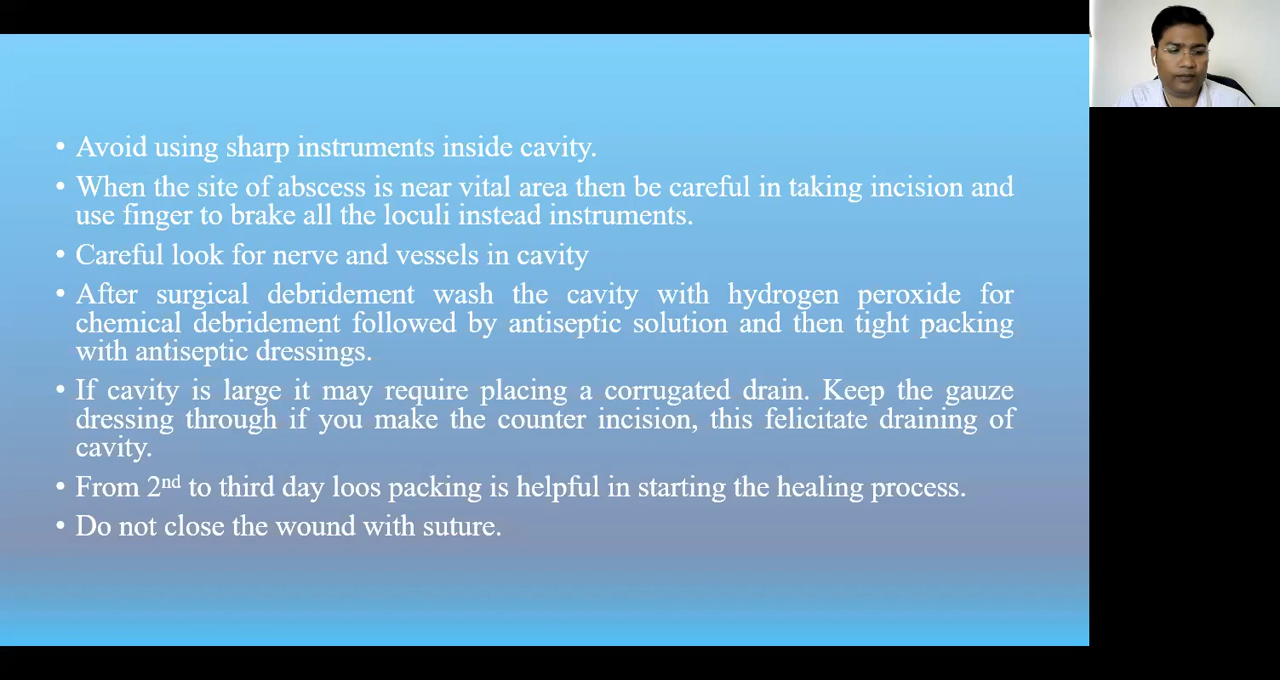 • Avoid using sharp instruments inside cavity.
• When the site of abscess is near vital area then be careful in taking incision and
use finger to brake all the loculi instead instruments.
• Careful look for nerve and vessels in cavity
• After surgical debridement wash the cavity with hydrogen peroxide for
chemical debridement followed by antiseptic solution and then tight packing
with antiseptic dressings.
• If cavity is large it may require placing a corrugated drain. Keep the gauze
dressing through if you make the counter incision, this felicitate draining of
cavity.
• From 2nd to third day loos packing is helpful in starting the healing process.
• Do not close the wound with suture.